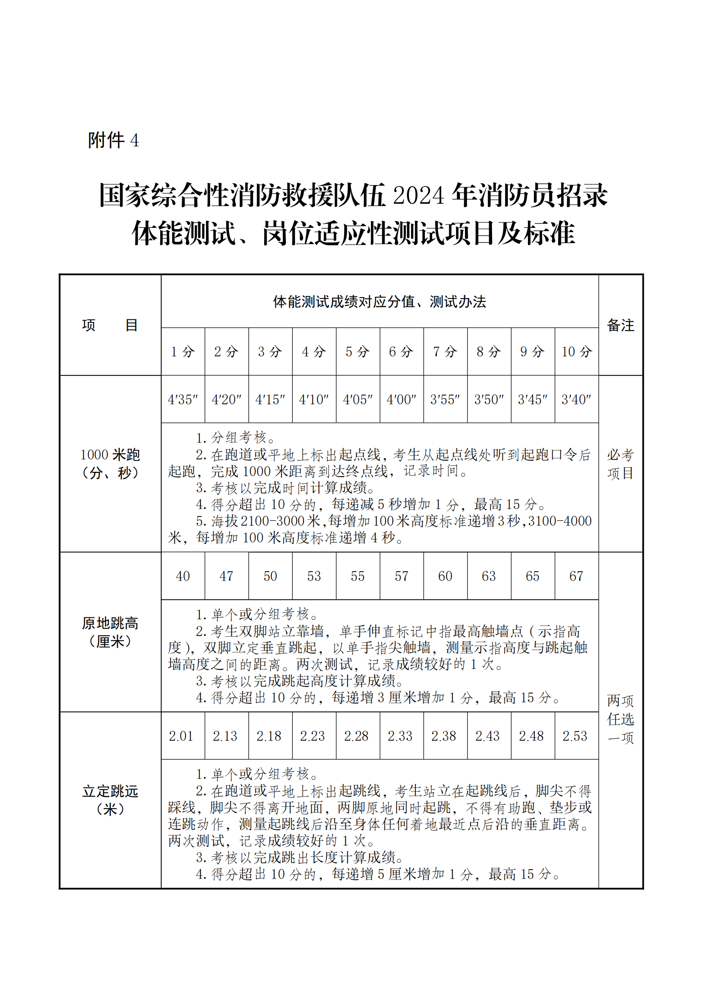 附件 4
国家综合性消防救援队伍 2024 年消防员招录
体能测试、岗位适应性测试项目及标准
项 目
体能测试成绩对应分值、测试办法
备注
1 分 2 分 3 分 4 分 5 分 6 分 7 分 8 分 9 分 10 分
1000 米跑
（分、秒）
4′35″ 4′20″ 4′15″ 4′10″ 4′05″ 4′00″ 3′55″ 3′50″ 3′45″ 3′40″
1. 分组考核。
2. 在跑道或平地上标出起点线，考生从起点线处听到起跑口令后
起跑，完成 1000 米距离到达终点线，记录时间。
3. 考核以完成时间计算成绩。
4. 得分超出 10 分的，每递减 5 秒增加 1 分，最高 15 分。
5. 海拔 2100-3000 米,每增加 100 米高度标准递增 3 秒,3100-4000
米，每增加 100 米高度标准递增 4 秒。
必考
项目
原地跳高
（厘米）
40 47 50 53 55 57 60 63 65 67
1. 单个或分组考核。
2. 考生双脚站立靠墙，单手伸直标记中指最高触墙点（示指高
度），双脚立定垂直跳起，以单手指尖触墙，测量示指高度与跳起触
墙高度之间的距离。两次测试，记录成绩较好的 1 次。
3. 考核以完成跳起高度计算成绩。
4. 得分超出 10 分的，每递增 3 厘米增加 1 分，最高 15 分。
两项
任选
一项
立定跳远
（米）
2.01 2.13 2.18 2.23 2.28 2.33 2.38 2.43 2.48 2.53
1. 单个或分组考核。
2. 在跑道或平地上标出起跳线，考生站立在起跳线后，脚尖不得
踩线，脚尖不得离开地面，两脚原地同时起跳，不得有助跑、垫步或
连跳动作，测量起跳线后沿至身体任何着地最近点后沿的垂直距离。
两次测试，记录成绩较好的 1 次。
3. 考核以完成跳出长度计算成绩。
4. 得分超出 10 分的，每递增 5 厘米增加 1 分，最高 15 分。